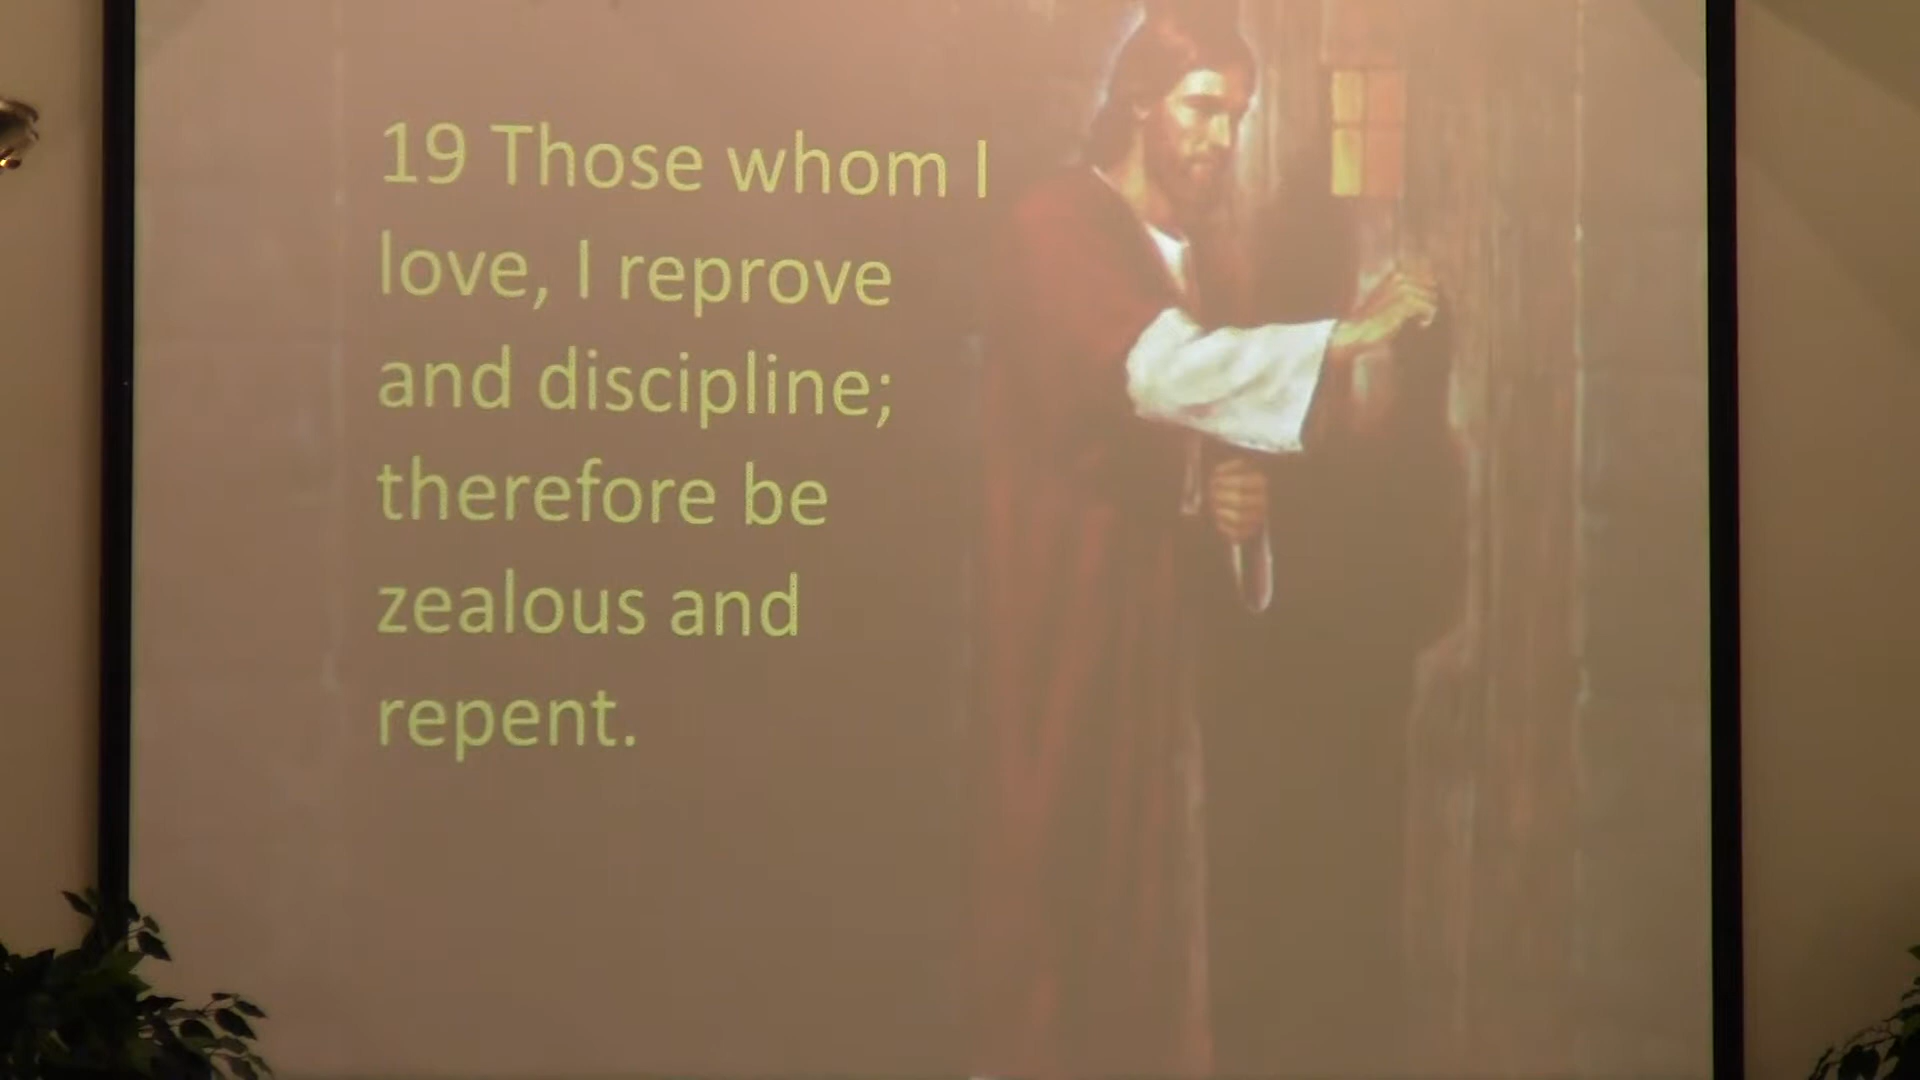 19 Those whom I
love, I reprove
and discipline;
therefore be
zealous and
repent.